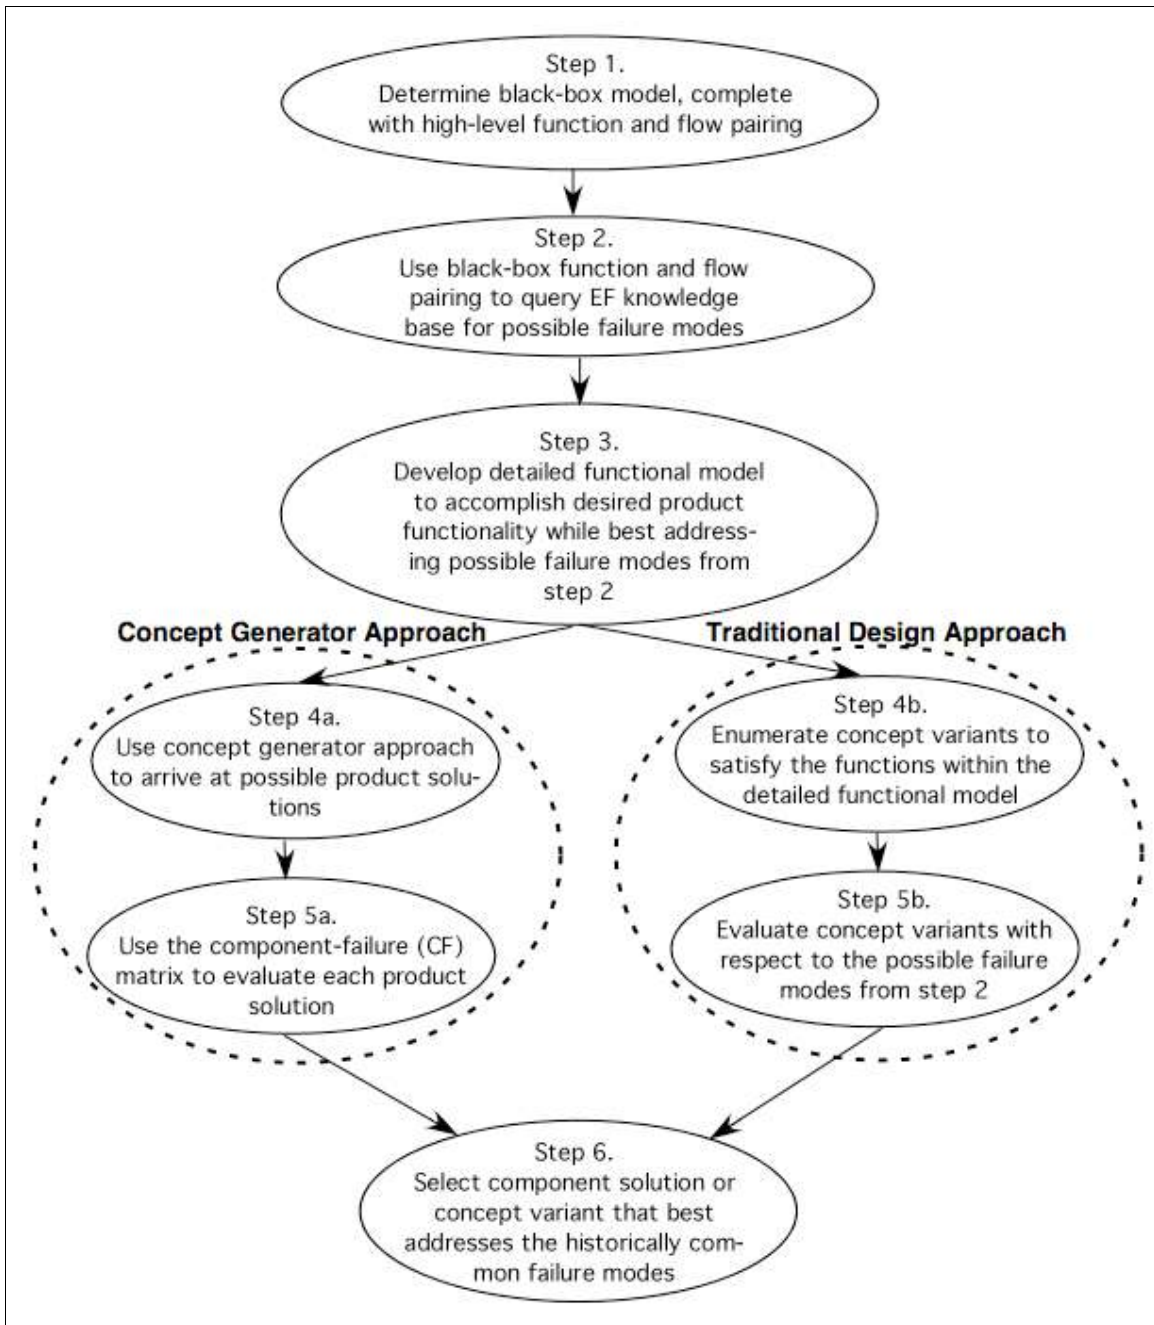 Step 1.
Determine black-box model, complete
with high-level function and flow pairing
Step 2.
Use black-box function and flow
pairing to query EF knowledge
base for possible failure modes
Step 3.
Develop detailed functional model
to accomplish desired product
functionality while best address-
ing possible failure modes from
step 2
Concept Generator Approach
Step 4a.
Use concept generator approach
to arrive at possible product solu-
tions
Step 5a.
Use the component-failure (CF)
matrix to evaluate each product
solution
Traditional Design Approach
Step 4b.
Enumerate concept variants to
satisfy the functions within the
detailed functional model
Step 5b.
Evaluate concept variants with
respect to the possible failure
modes from step 2
Step 6.
Select component solution or
concept variant that best
addresses the historically com-
mon failure modes